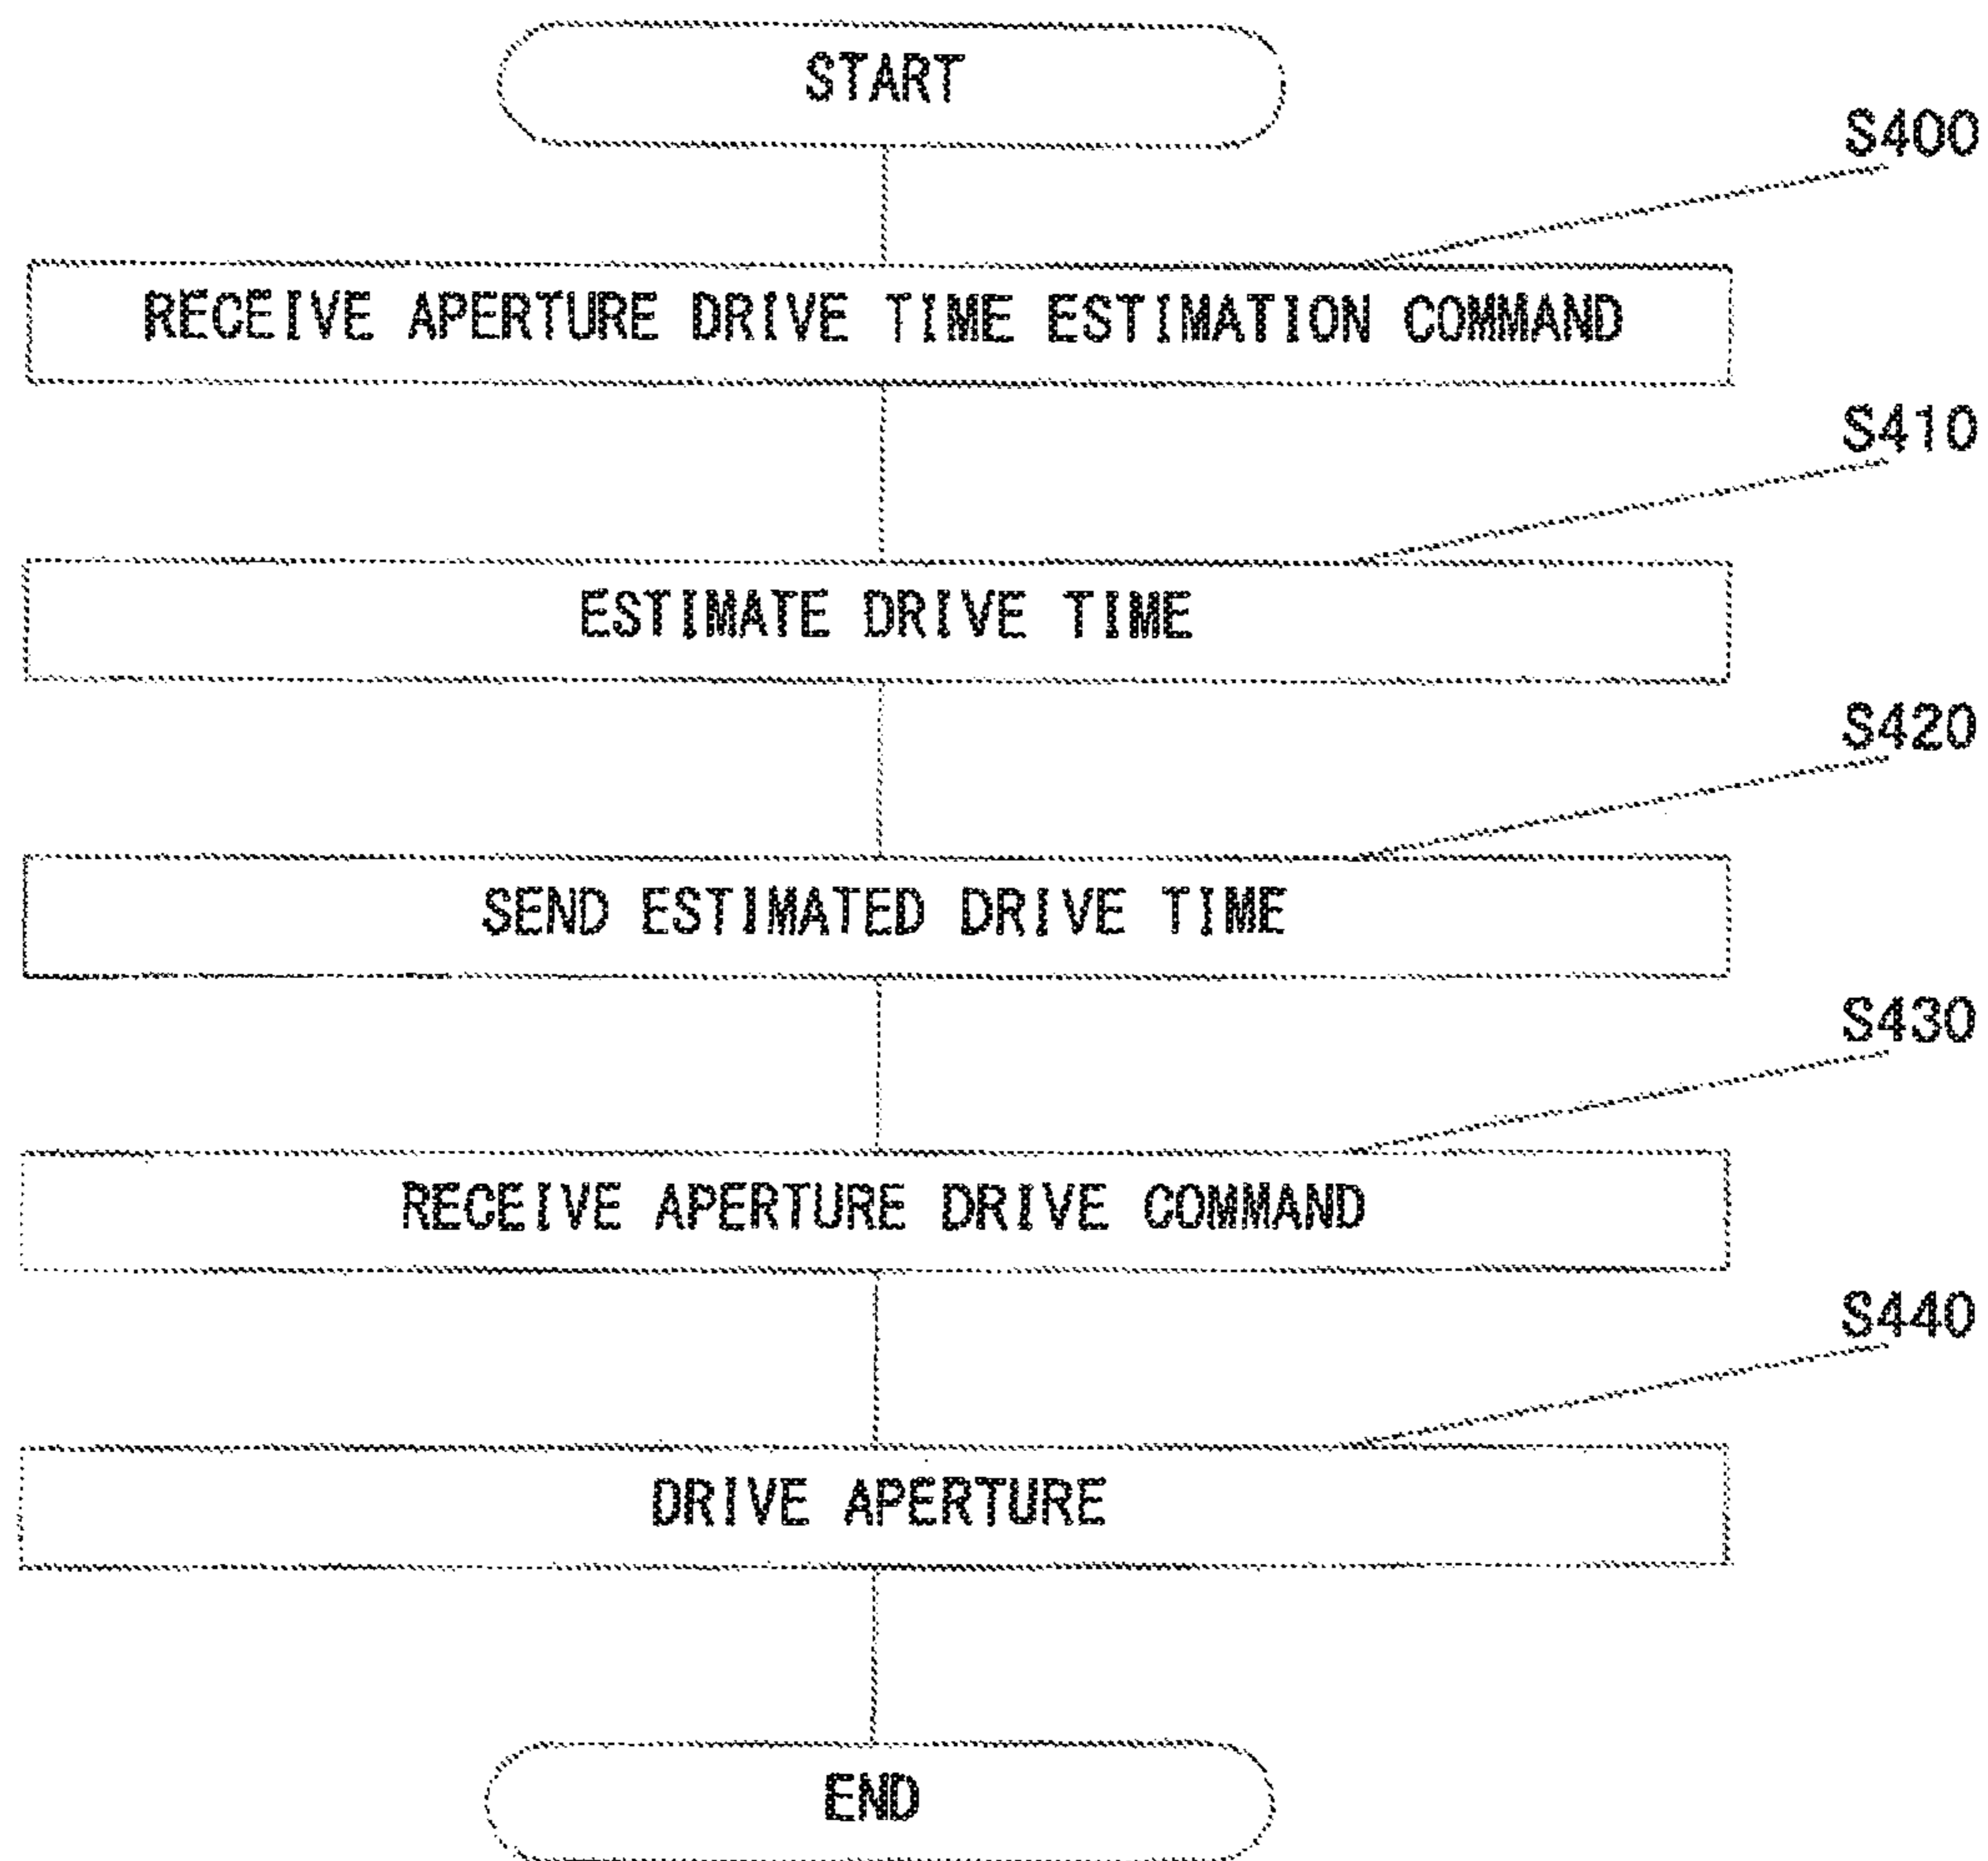 START
S400
RECEIVE APERTURE DRIVE TIME ESTIMATION COMMAND
S410
ESTIMATE DRIVE TIME
S420
SEND ESTIMATED DRIVE TIME
S430
RECEIVE APERTURE DRIVE COMMAND
S440
DRIVE APERTURE
END